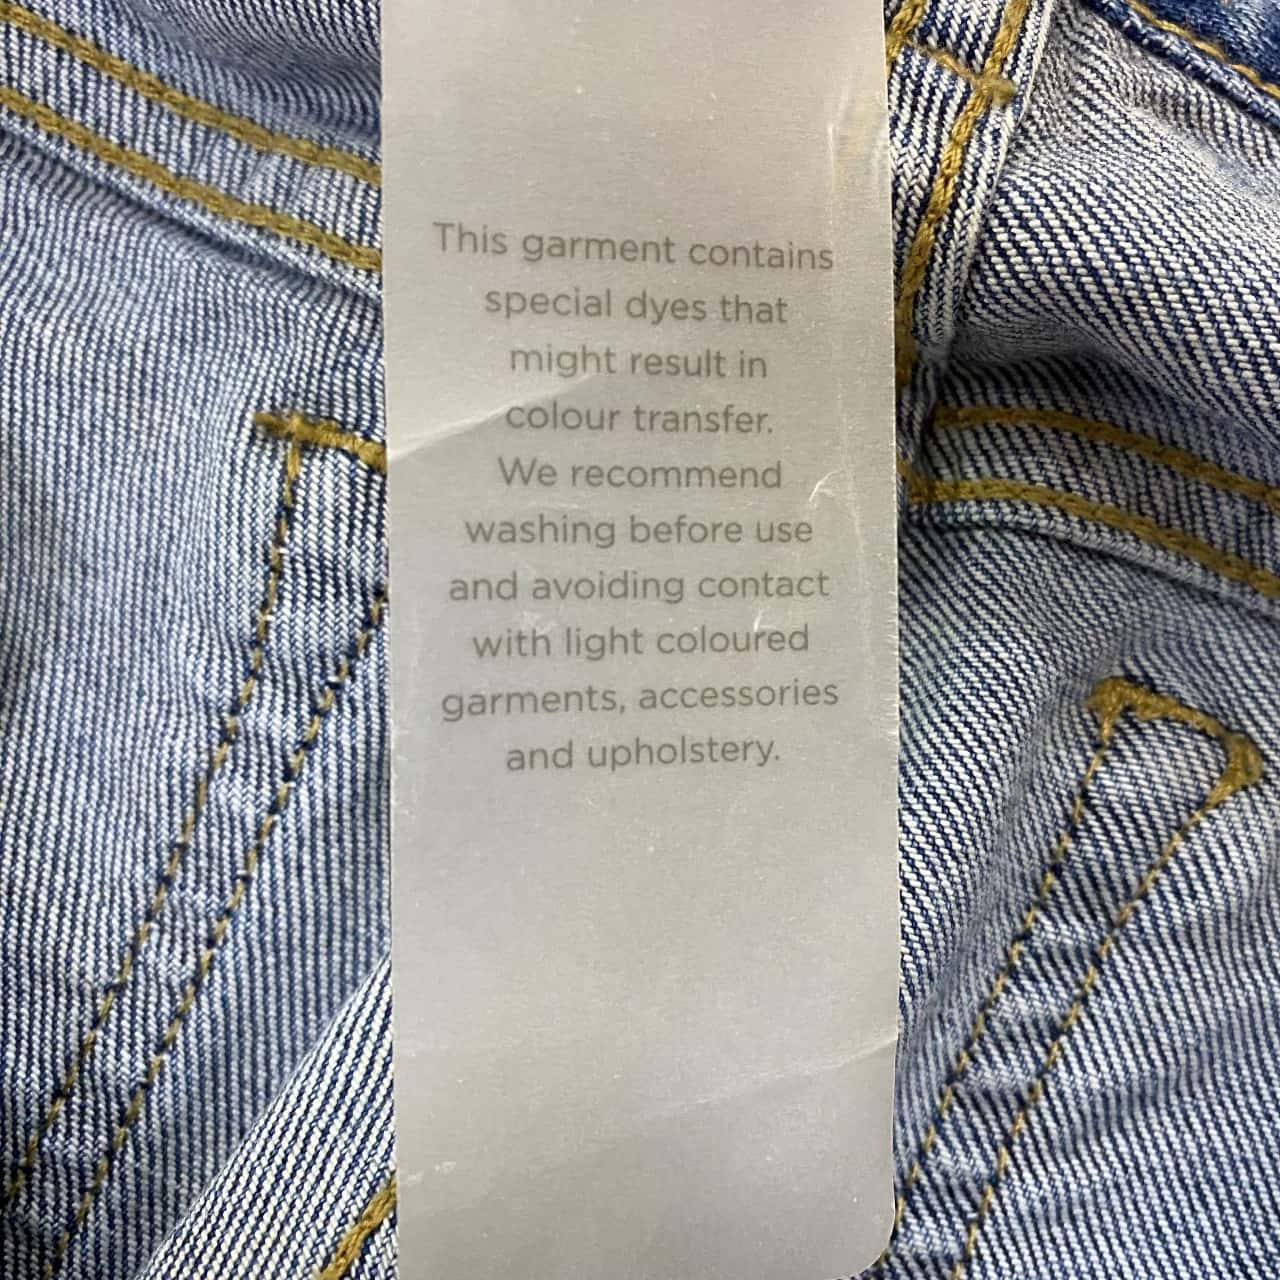 This garment contains
special dyes that
might result in
colour transfer.
We recommend
washing before use
and avoiding contact
with light coloured
garments, accessories
and upholstery.